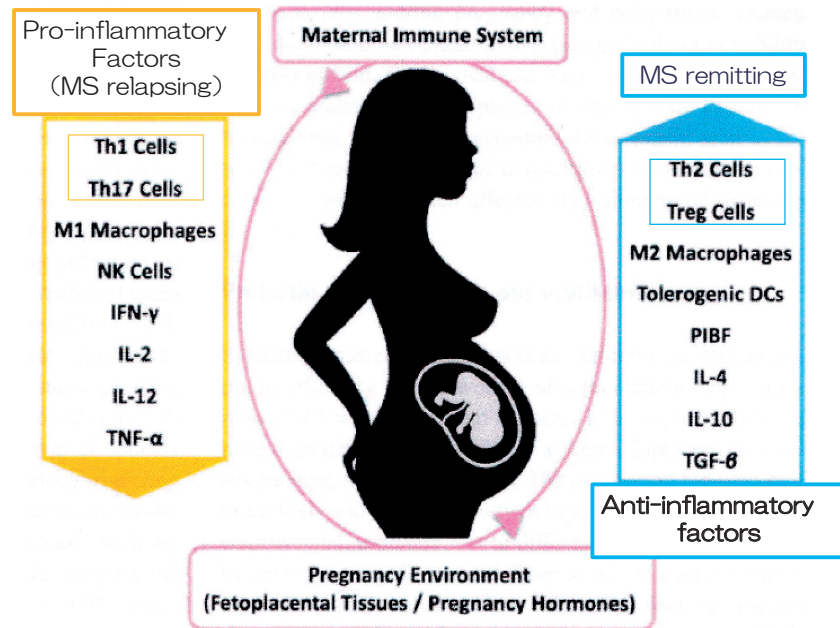 Pro-inflammatory
Factors
(MS relapsing)
Th1 Cells
Th17 Cells
M1 Macrophages
NK Cells
IFN-γ
IL-2
IL-12
TNF-α
Maternal Immune System
MS remitting
Th2 Cells
Treg Cells
M2 Macrophages
Tolerogenic DCs
PIBF
IL-4
IL-10
TGF-β
Anti-inflammatory
factors
Pregnancy Environment
(Fetoplacental Tissues / Pregnancy Hormones)